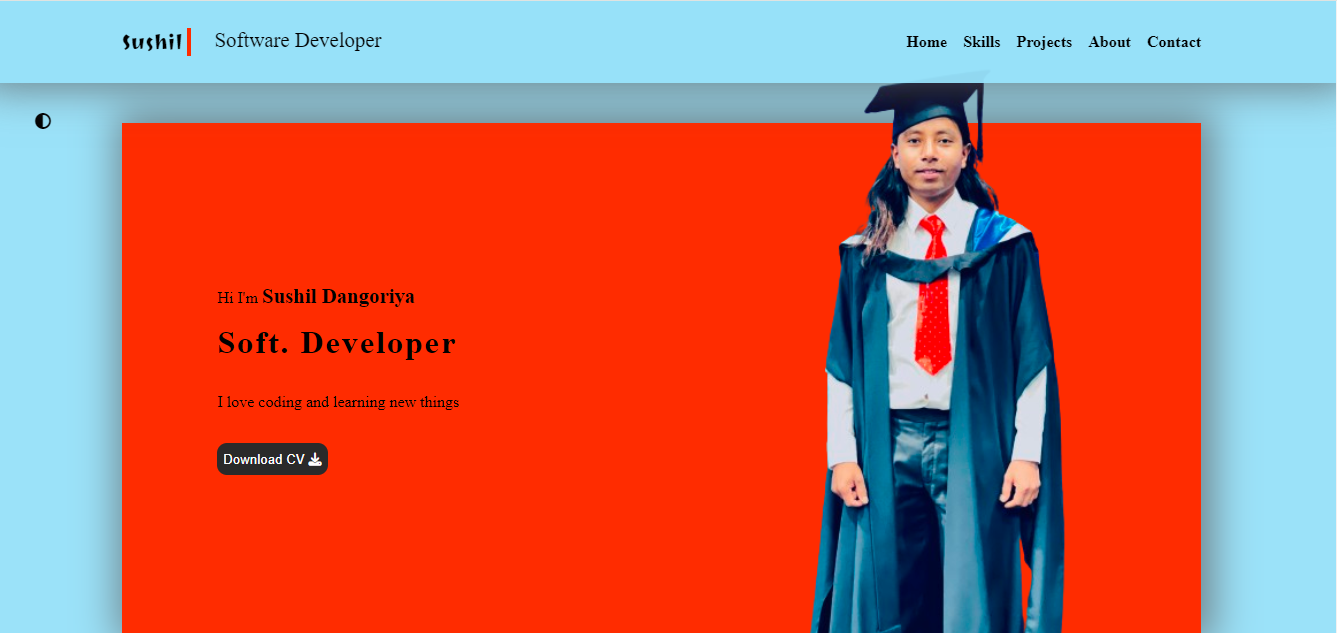 Sushil Software Developer Home Skills Projects About Contact
Hi I'm Sushil Dangoriya
Soft. Developer
I love coding and learning new things
Download CV